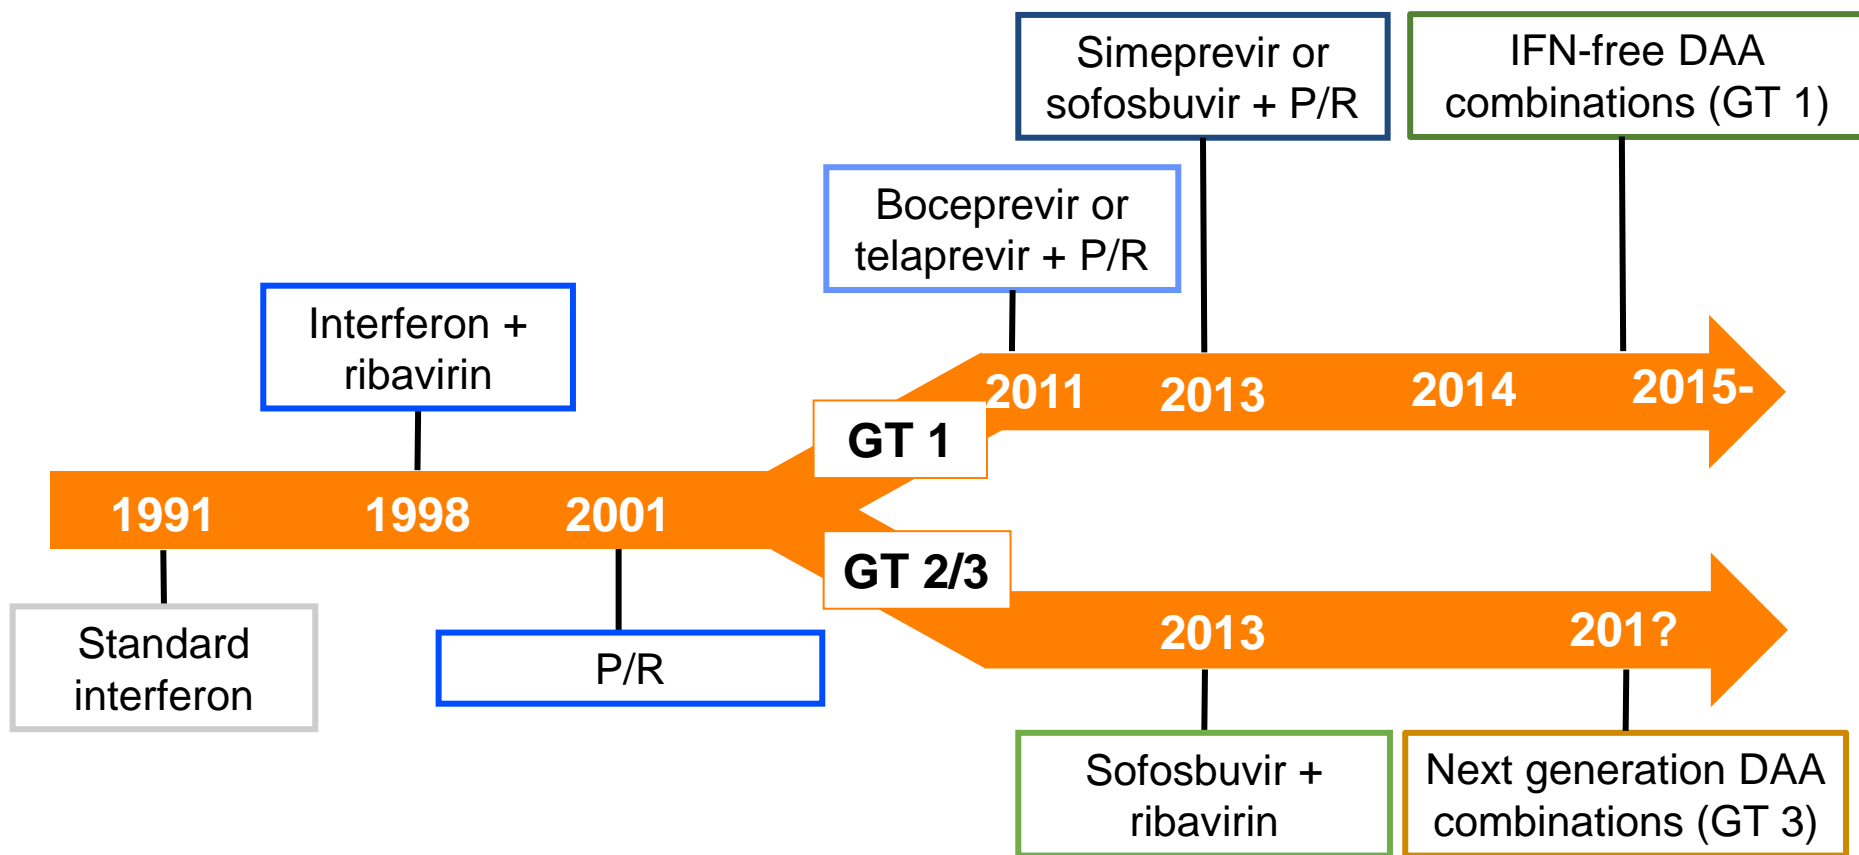 Simeprevir or
sofosbuvir + P/R
IFN-free DAA
combinations (GT 1)
Boceprevir or
telaprevir + P/R
Interferon +
ribavirin
2011
2013
2014
2015-
GT 1
1991
1998
2001
GT 2/3
2013
201?
Standard
interferon
P/R
Sofosbuvir +
ribavirin
Next generation DAA
combinations (GT 3)